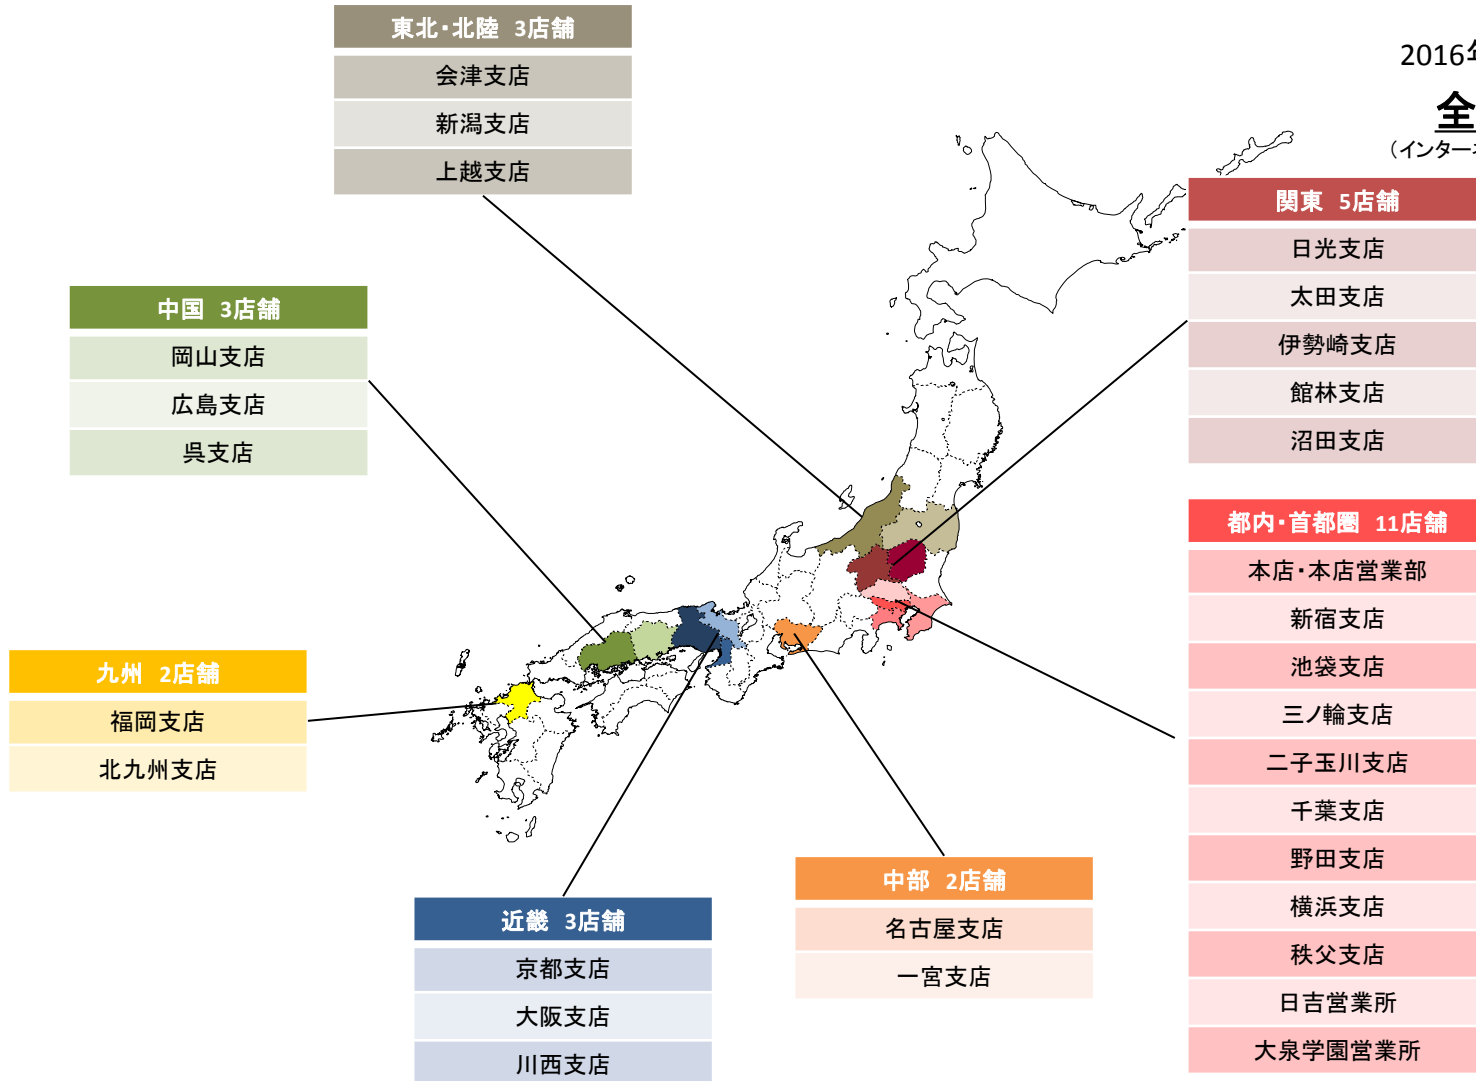 東北・北陸 3店舗
会津支店
新潟支店
上越支店
2016年
全
（インターネ
関東 5店舗
日光支店
太田支店
伊勢崎支店
館林支店
沼田支店
中国 3店舗
岡山支店
広島支店
呉支店
都内・首都圏 11店舗
本店・本店営業部
新宿支店
池袋支店
三ノ輪支店
二子玉川支店
千葉支店
野田支店
横浜支店
秩父支店
日吉営業所
大泉学園営業所
九州 2店舗
福岡支店
北九州支店
中部 2店舗
名古屋支店
一宮支店
近畿 3店舗
京都支店
大阪支店
川西支店